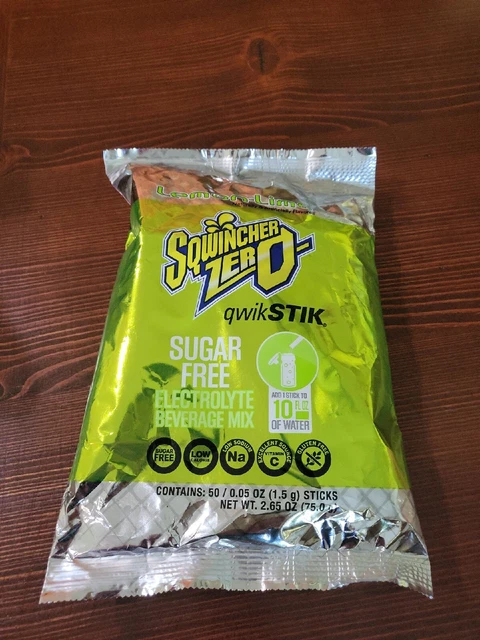 Lemon-Lime
SQWINCHER
ZERO
qwikSTIK
SUGAR
FREE
ELECTROLYTE
BEVERAGE MIX
ADD 1 STICK TO
10 FL OZ
OF WATER
SUGAR
FREE
LOW
Na
EXCELLENT SOURCE
VITAMIN
C
GLUTEN FREE
CONTAINS: 50 / 0.05 OZ (1.5 g) STICKS
NET WT. 2.65 OZ (75.0 g)